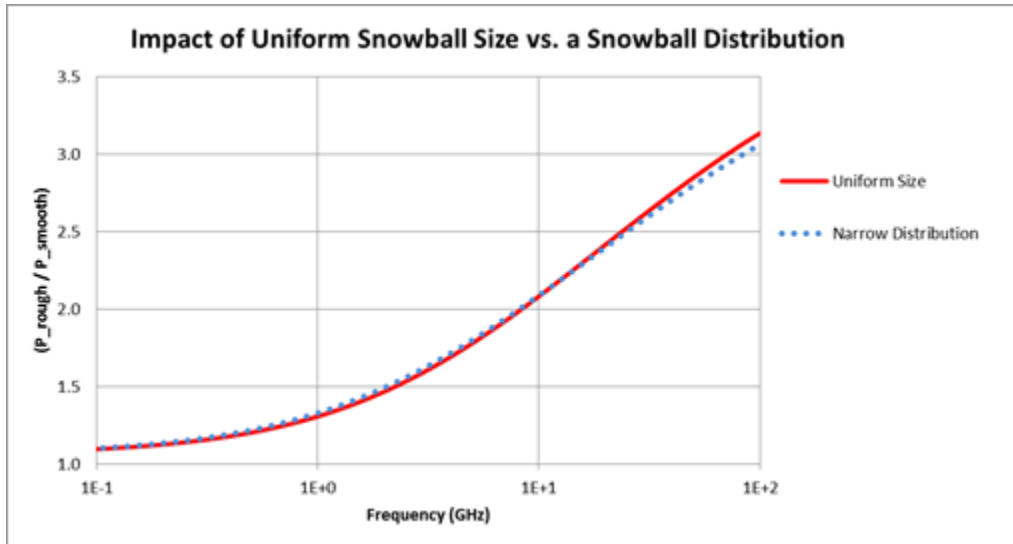 Impact of Uniform Snowball Size vs. a Snowball Distribution
3.5
3.0
2.5
2.0
1.5
1.0
(P_rough / P_smooth)
1E-1 1E+0 1E+1 1E+2
Frequency (GHz)
Uniform Size
Narrow Distribution